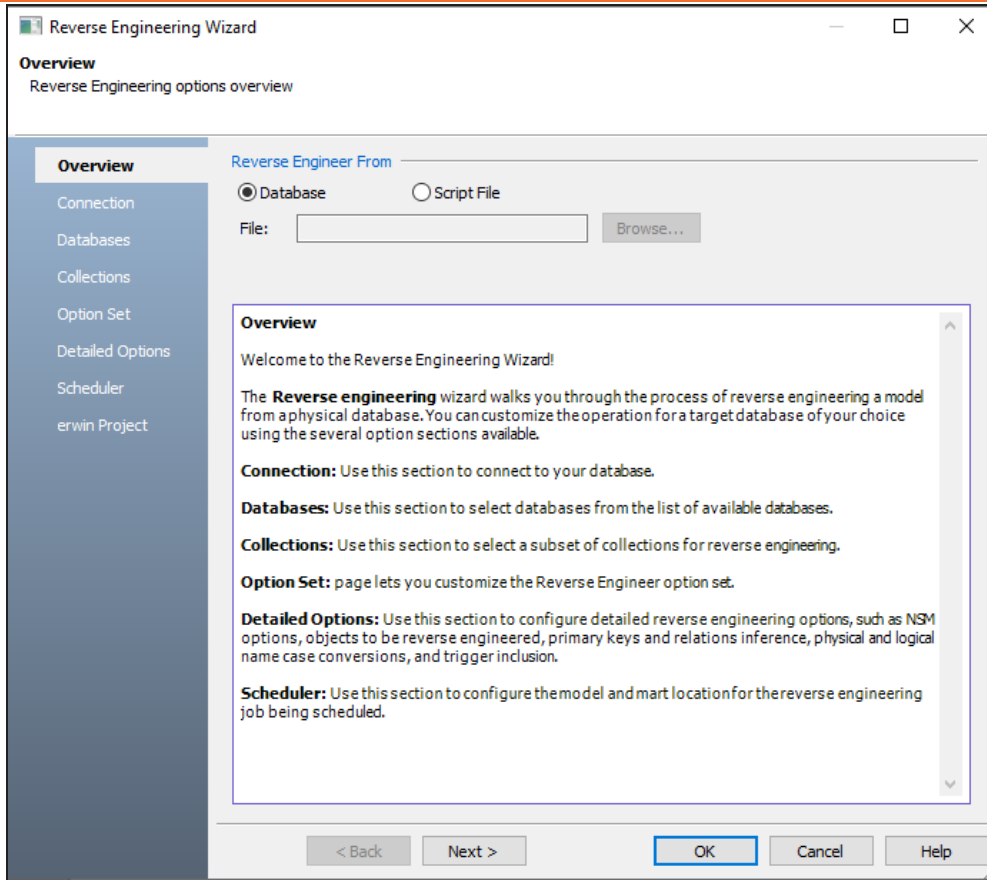 Reverse Engineering Wizard
Overview
Reverse Engineering options overview
Overview
Connection
Databases
Collections
Option Set
Detailed Options
Scheduler
erwin Project
Reverse Engineer From
Database
Script File
File:
Browse...
Overview
Welcome to the Reverse Engineering Wizard!
The Reverse engineering wizard walks you through the process of reverse engineering a model
from a physical database. You can customize the operation for a target database of your choice
using the several option sections available.
Connection: Use this section to connect to your database.
Databases: Use this section to select databases from the list of available databases.
Collections: Use this section to select a subset of collections for reverse engineering.
Option Set: page lets you customize the Reverse Engineer option set.
Detailed Options: Use this section to configure detailed reverse engineering options, such as NSM
options, objects to be reverse engineered, primary keys and relations inference, physical and logical
name case conversions, and trigger inclusion.
Scheduler: Use this section to configure the model and mart location for the reverse engineering
job being scheduled.
< Back
Next >
OK
Cancel
Help